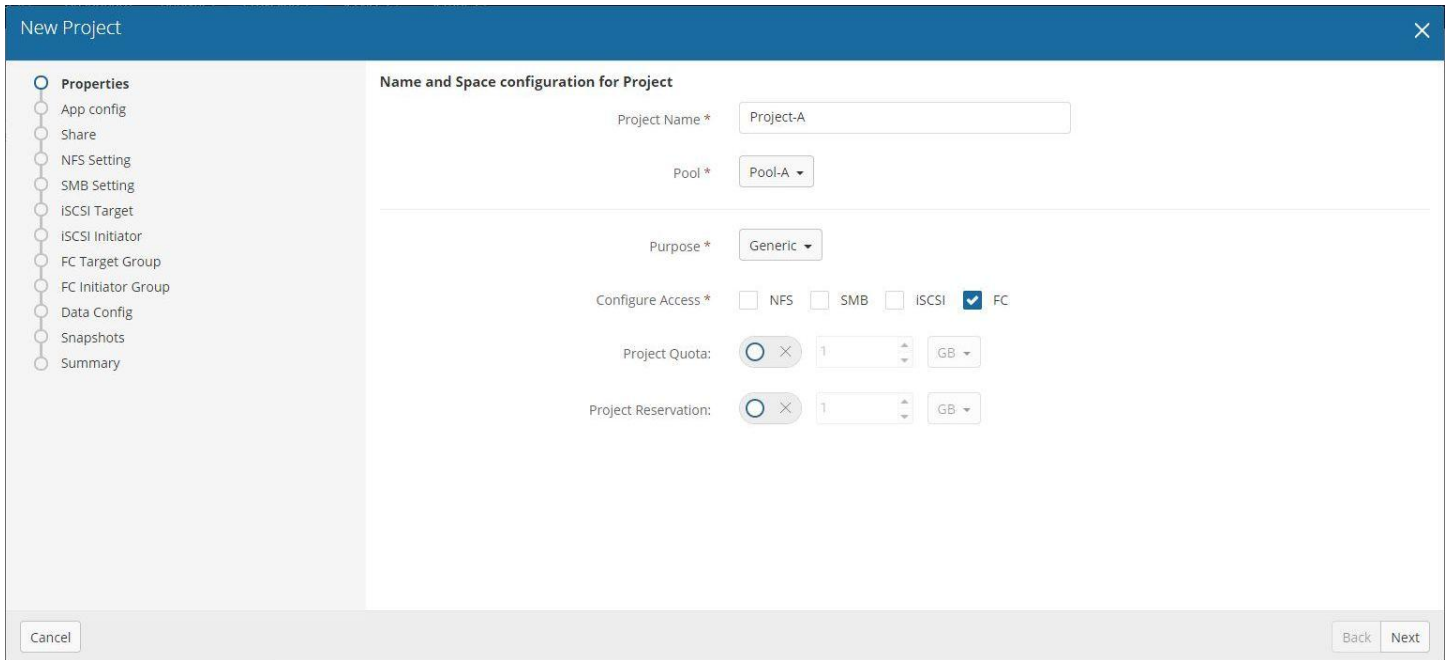 New Project
Properties
App config
Share
NFS Setting
SMB Setting
iSCSI Target
iSCSI Initiator
FC Target Group
FC Initiator Group
Data Config
Snapshots
Summary
Name and Space configuration for Project
Project Name * Project-A
Pool * Pool-A
Purpose * Generic
Configure Access * NFS SMB iSCSI FC
Project Quota: 1 GB
Project Reservation: 1 GB
Cancel Back Next